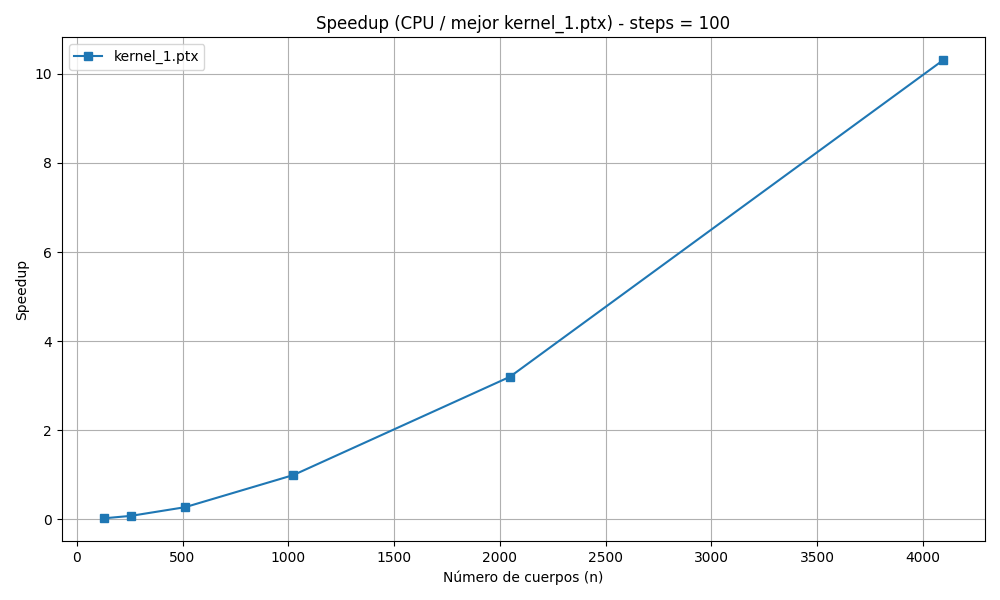 Speedup (CPU / mejor kernel_1.ptx) - steps = 100
kernel_1.ptx
10
8
6
4
2
0
Speedup
0 500 1000 1500 2000 2500 3000 3500 4000
Número de cuerpos (n)